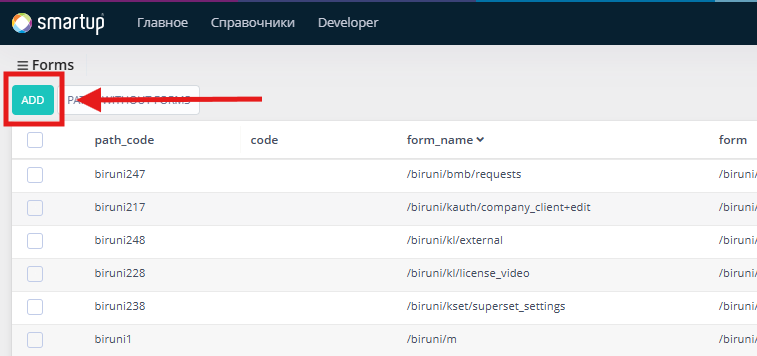 smartup Главное Справочники Developer
Forms
ADD WITHOUT FORMS
path_code code form_name form
biruni247 /biruni/bmb/requests /biruni/
biruni217 /biruni/kauth/company_client+edit /biruni/
biruni248 /biruni/kl/external /biruni/
biruni228 /biruni/kl/license_video /biruni/
biruni238 /biruni/kset/superset_settings /biruni/
biruni1 /biruni/m /biruni/